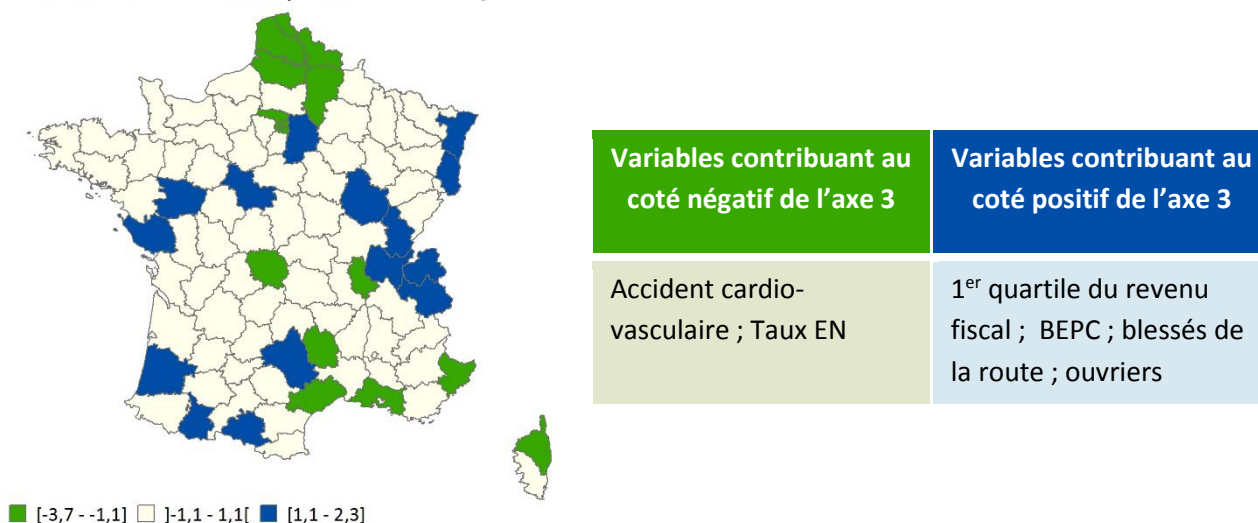 Variables contribuant au
coté négatif de l’axe 3
Variables contribuant au
coté positif de l’axe 3
Accident cardio-
vasculaire ; Taux EN
1er quartile du revenu
fiscal ; BEPC ; blessés de
la route ; ouvriers
[-3,7 - -1,1] ]-1,1 - 1,1[ [1,1 - 2,3]